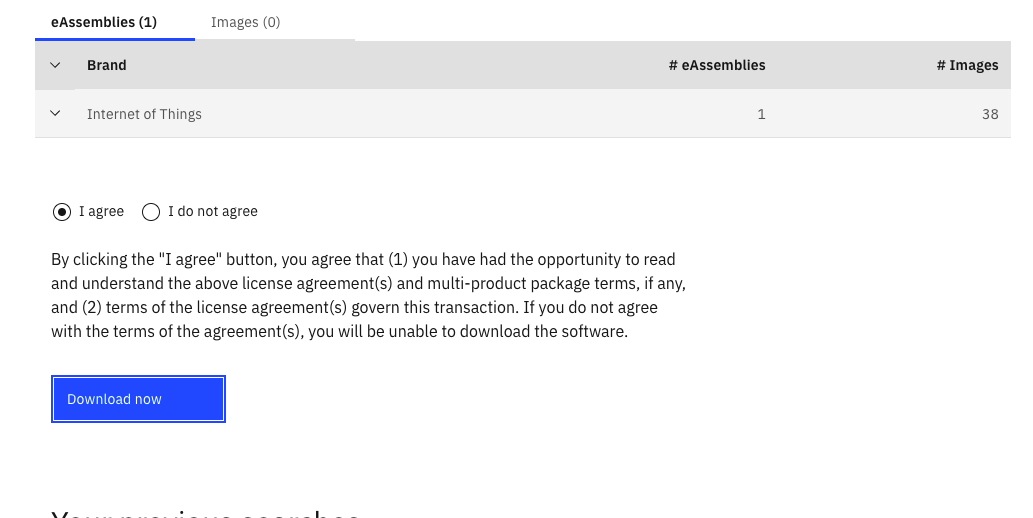 eAssemblies (1) Images (0)
Brand # eAssemblies # Images
Internet of Things 1 38
I agree I do not agree
By clicking the "I agree" button, you agree that (1) you have had the opportunity to read
and understand the above license agreement(s) and multi-product package terms, if any,
and (2) terms of the license agreement(s) govern this transaction. If you do not agree
with the terms of the agreement(s), you will be unable to download the software.
Download now
Your previous searches